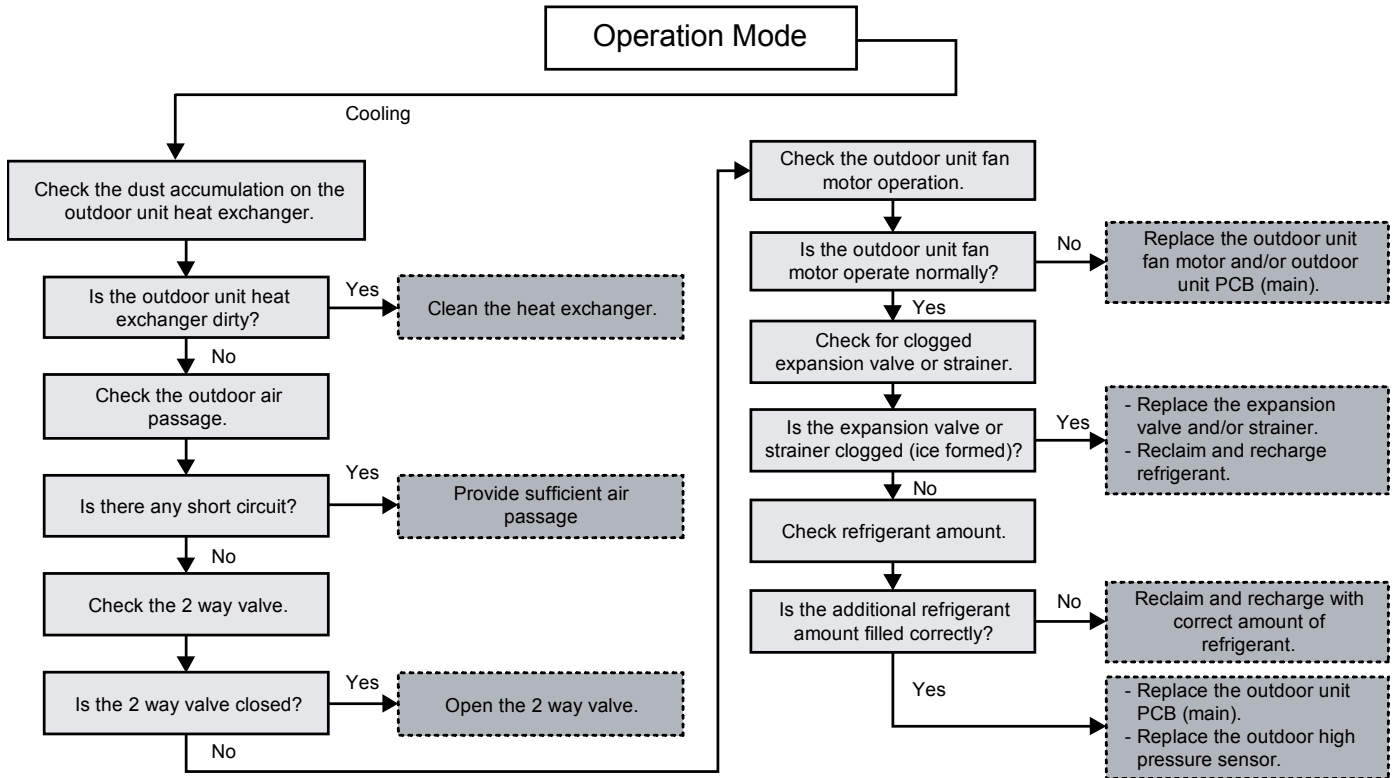 Operation Mode
Cooling
Check the dust accumulation on the
outdoor unit heat exchanger.
Is the outdoor unit heat
exchanger dirty?
Yes
Clean the heat exchanger.
No
Check the outdoor air
passage.
Is there any short circuit?
Yes
Provide sufficient air
passage
No
Check the 2 way valve.
Is the 2 way valve closed?
Yes
Open the 2 way valve.
No
Check the outdoor unit fan
motor operation.
Is the outdoor unit fan
motor operate normally?
No
Replace the outdoor unit
fan motor and/or outdoor
unit PCB (main).
Yes
Check for clogged
expansion valve or strainer.
Is the expansion valve or
strainer clogged (ice formed)?
Yes
- Replace the expansion
valve and/or strainer.
- Reclaim and recharge
refrigerant.
No
Check refrigerant amount.
Is the additional refrigerant
amount filled correctly?
No
Reclaim and recharge with
correct amount of
refrigerant.
Yes
- Replace the outdoor unit
PCB (main).
- Replace the outdoor high
pressure sensor.